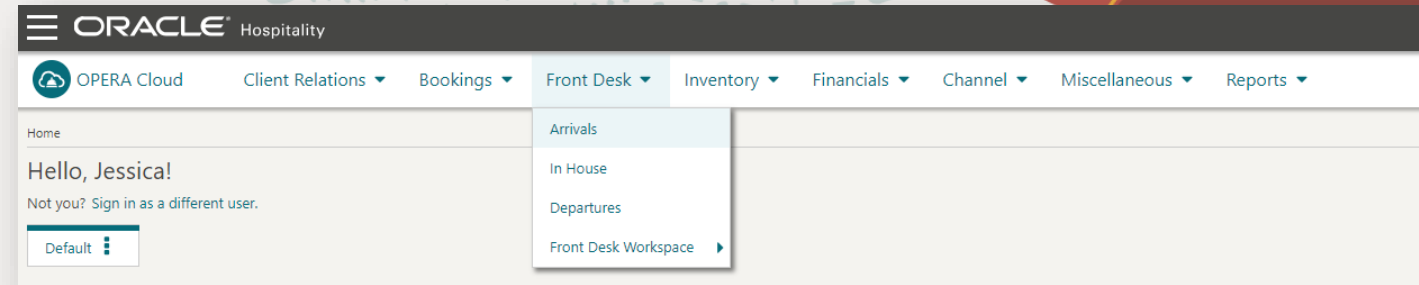 ORACLE Hospitality
OPERA Cloud Client Relations Bookings Front Desk Inventory Financials Channel Miscellaneous Reports
Arrivals
In House
Departures
Front Desk Workspace
Home
Hello, Jessica!
Not you? Sign in as a different user.
Default